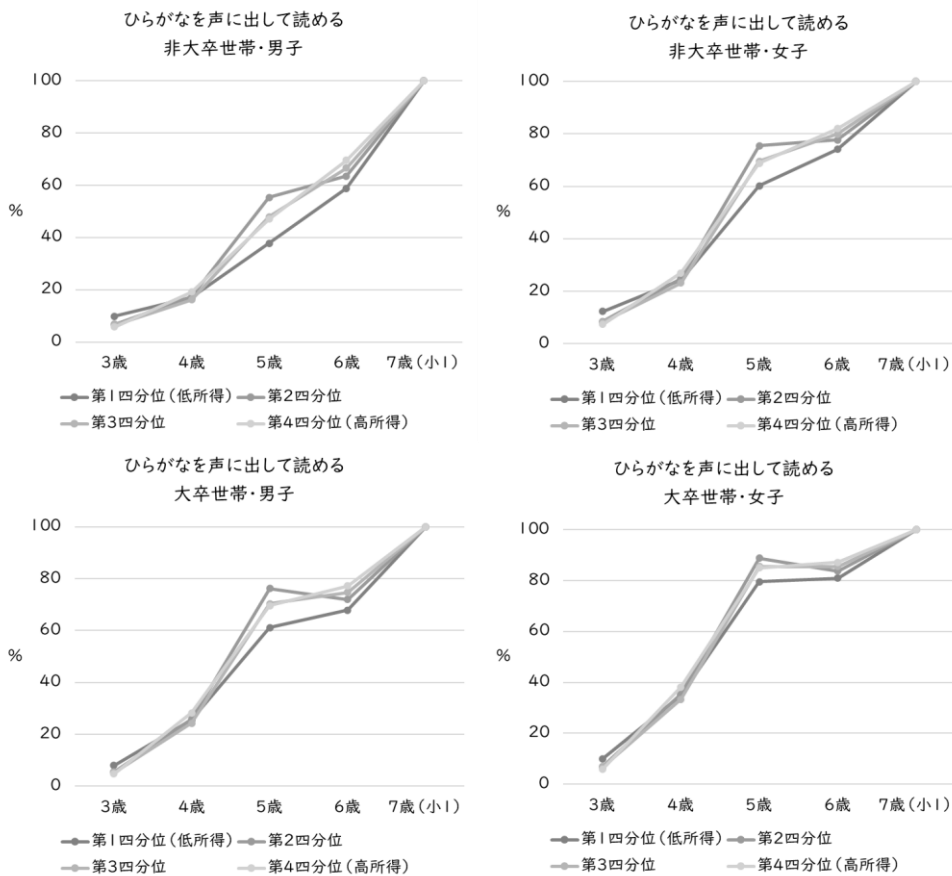 ひらがなを声に出して読める
非大卒世帯・男子
100
80
60
%
40
20
0
3歳 4歳 5歳 6歳 7歳(小1)
第1四分位(低所得) 第2四分位
第3四分位 第4四分位(高所得)
ひらがなを声に出して読める
非大卒世帯・女子
100
80
60
%
40
20
0
3歳 4歳 5歳 6歳 7歳(小1)
第1四分位(低所得) 第2四分位
第3四分位 第4四分位(高所得)
ひらがなを声に出して読める
大卒世帯・男子
100
80
60
%
40
20
0
3歳 4歳 5歳 6歳 7歳(小1)
第1四分位(低所得) 第2四分位
第3四分位 第4四分位(高所得)
ひらがなを声に出して読める
大卒世帯・女子
100
80
60
%
40
20
0
3歳 4歳 5歳 6歳 7歳(小1)
第1四分位(低所得) 第2四分位
第3四分位 第4四分位(高所得)